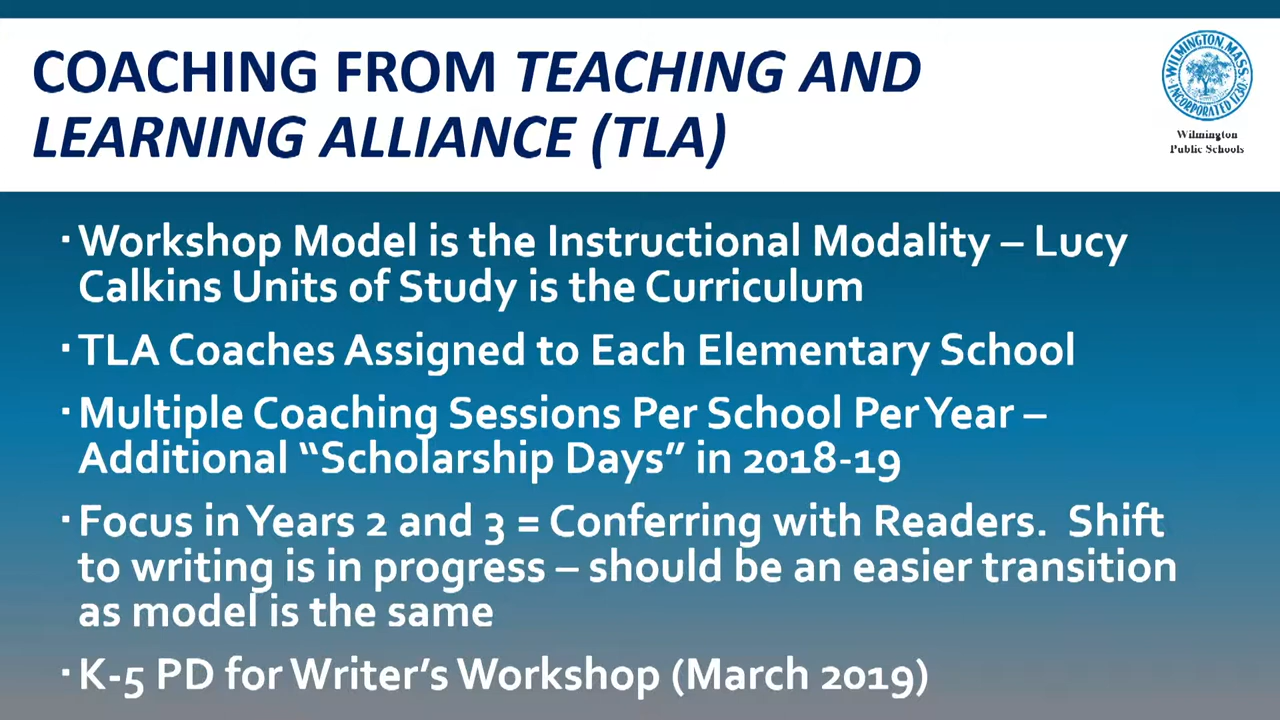 COACHING FROM TEACHING AND
LEARNING ALLIANCE (TLA)
WILMINGTON, MASS.
INCORPORATED 1730.
Wilmington
Public Schools
▪ Workshop Model is the Instructional Modality – Lucy
Calkins Units of Study is the Curriculum
▪ TLA Coaches Assigned to Each Elementary School
▪ Multiple Coaching Sessions Per School Per Year –
Additional “Scholarship Days” in 2018-19
▪ Focus in Years 2 and 3 = Conferring with Readers.  Shift
to writing is in progress – should be an easier transition
as model is the same
▪ K-5 PD for Writer’s Workshop (March 2019)